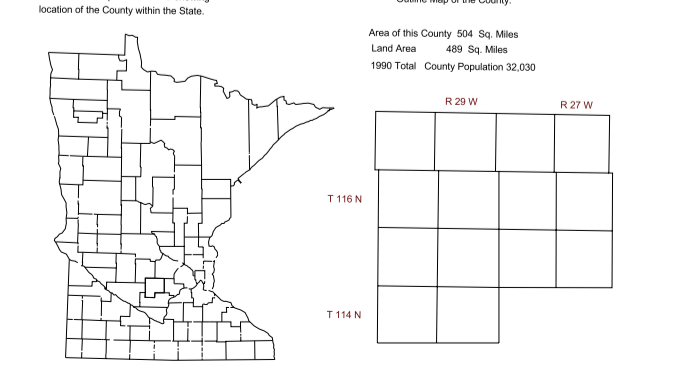 location of the County within the State.
Outline Map of the County.
Area of this County 504 Sq. Miles
Land Area 489 Sq. Miles
1990 Total County Population 32,030
R 29 W
R 27 W
T 116 N
T 114 N